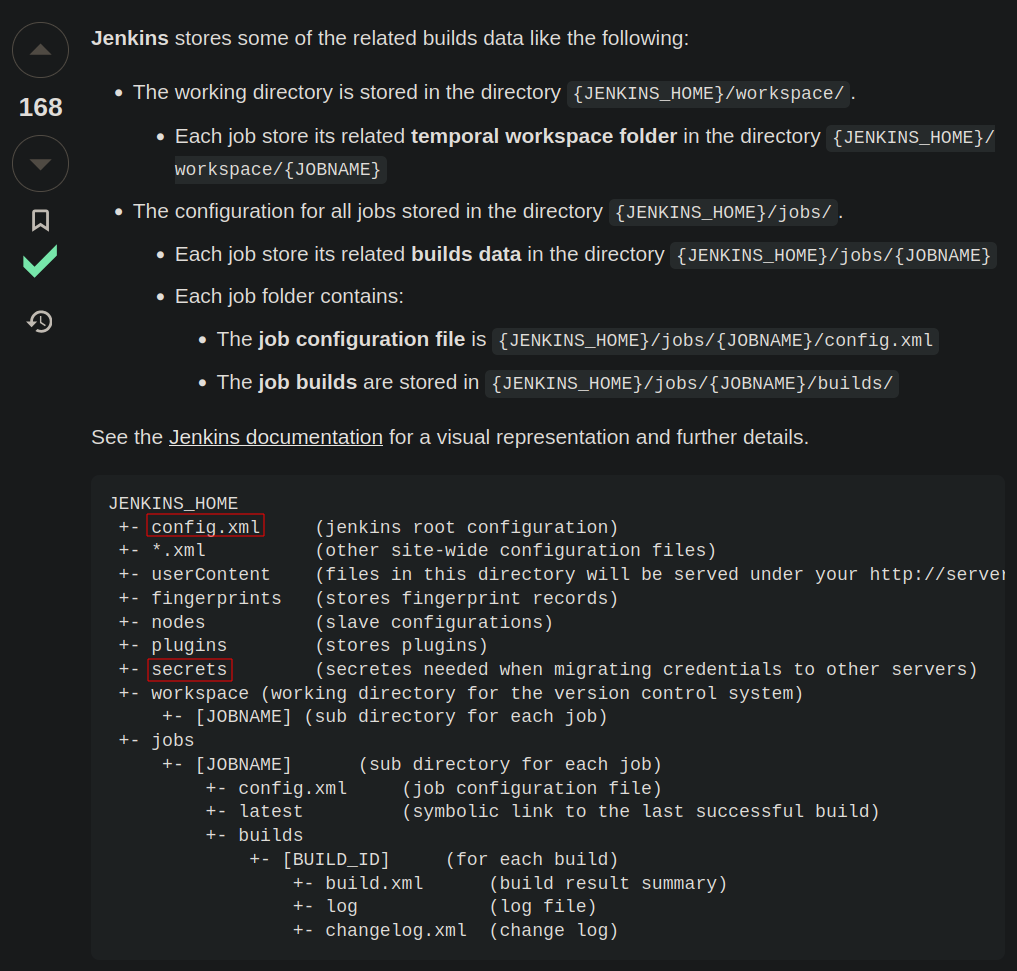 Jenkins stores some of the related builds data like the following:
168
• The working directory is stored in the directory {JENKINS_HOME}/workspace/.
• Each job store its related temporal workspace folder in the directory {JENKINS_HOME}/
workspace/{JOBNAME}
• The configuration for all jobs stored in the directory {JENKINS_HOME}/jobs/.
• Each job store its related builds data in the directory {JENKINS_HOME}/jobs/{JOBNAME}
• Each job folder contains:
• The job configuration file is {JENKINS_HOME}/jobs/{JOBNAME}/config.xml
• The job builds are stored in {JENKINS_HOME}/jobs/{JOBNAME}/builds/
See the Jenkins documentation for a visual representation and further details.
JENKINS_HOME
 +- config.xml     (jenkins root configuration)
 +- *.xml          (other site-wide configuration files)
 +- userContent    (files in this directory will be served under your http://server
 +- fingerprints   (stores fingerprint records)
 +- nodes          (slave configurations)
 +- plugins        (stores plugins)
 +- secrets        (secretes needed when migrating credentials to other servers)
 +- workspace (working directory for the version control system)
     +- [JOBNAME] (sub directory for each job)
 +- jobs
     +- [JOBNAME]      (sub directory for each job)
         +- config.xml     (job configuration file)
         +- latest         (symbolic link to the last successful build)
         +- builds
             +- [BUILD_ID]     (for each build)
                 +- build.xml      (build result summary)
                 +- log            (log file)
                 +- changelog.xml  (change log)